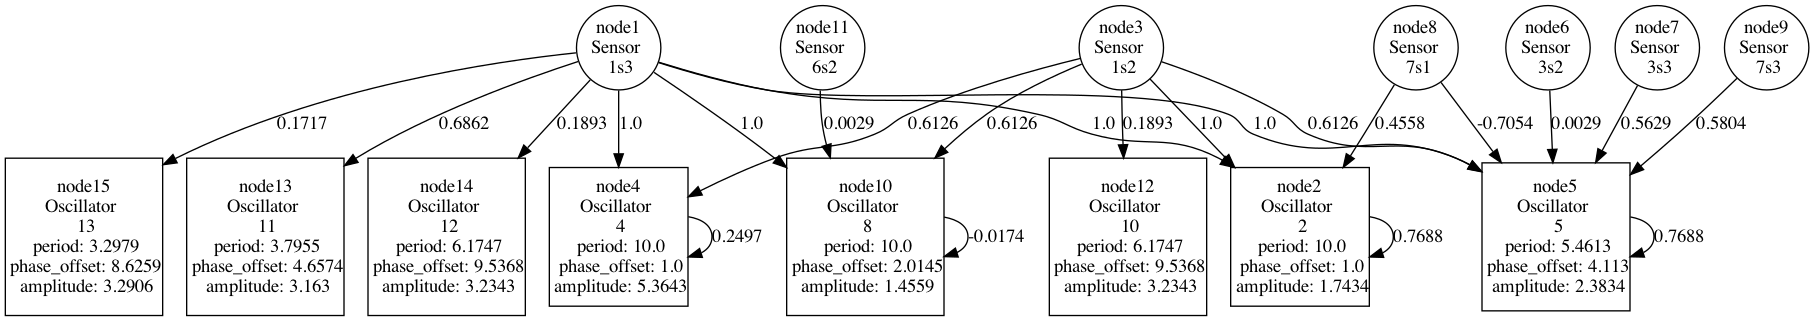 node1
Sensor
1s3
node11
Sensor
6s2
node3
Sensor
1s2
node8
Sensor
7s1
node6
Sensor
3s2
node7
Sensor
3s3
node9
Sensor
7s3
0.1717
0.6862
0.1893
1.0
1.0
0.0029
0.6126
0.6126
1.0
0.1893
1.0
1.0
0.6126
0.4558
-0.7054
0.0029
0.5629
0.5804
node15
Oscillator
13
period: 3.2979
phase_offset: 8.6259
amplitude: 3.2906
node13
Oscillator
11
period: 3.7955
phase_offset: 4.6574
amplitude: 3.163
node14
Oscillator
12
period: 6.1747
phase_offset: 9.5368
amplitude: 3.2343
node4
Oscillator
4
period: 10.0
phase_offset: 1.0
amplitude: 5.3643
0.2497
node10
Oscillator
8
period: 10.0
phase_offset: 2.0145
amplitude: 1.4559
-0.0174
node12
Oscillator
10
period: 6.1747
phase_offset: 9.5368
amplitude: 3.2343
node2
Oscillator
2
period: 10.0
phase_offset: 1.0
amplitude: 1.7434
0.7688
node5
Oscillator
5
period: 5.4613
phase_offset: 4.113
amplitude: 2.3834
0.7688